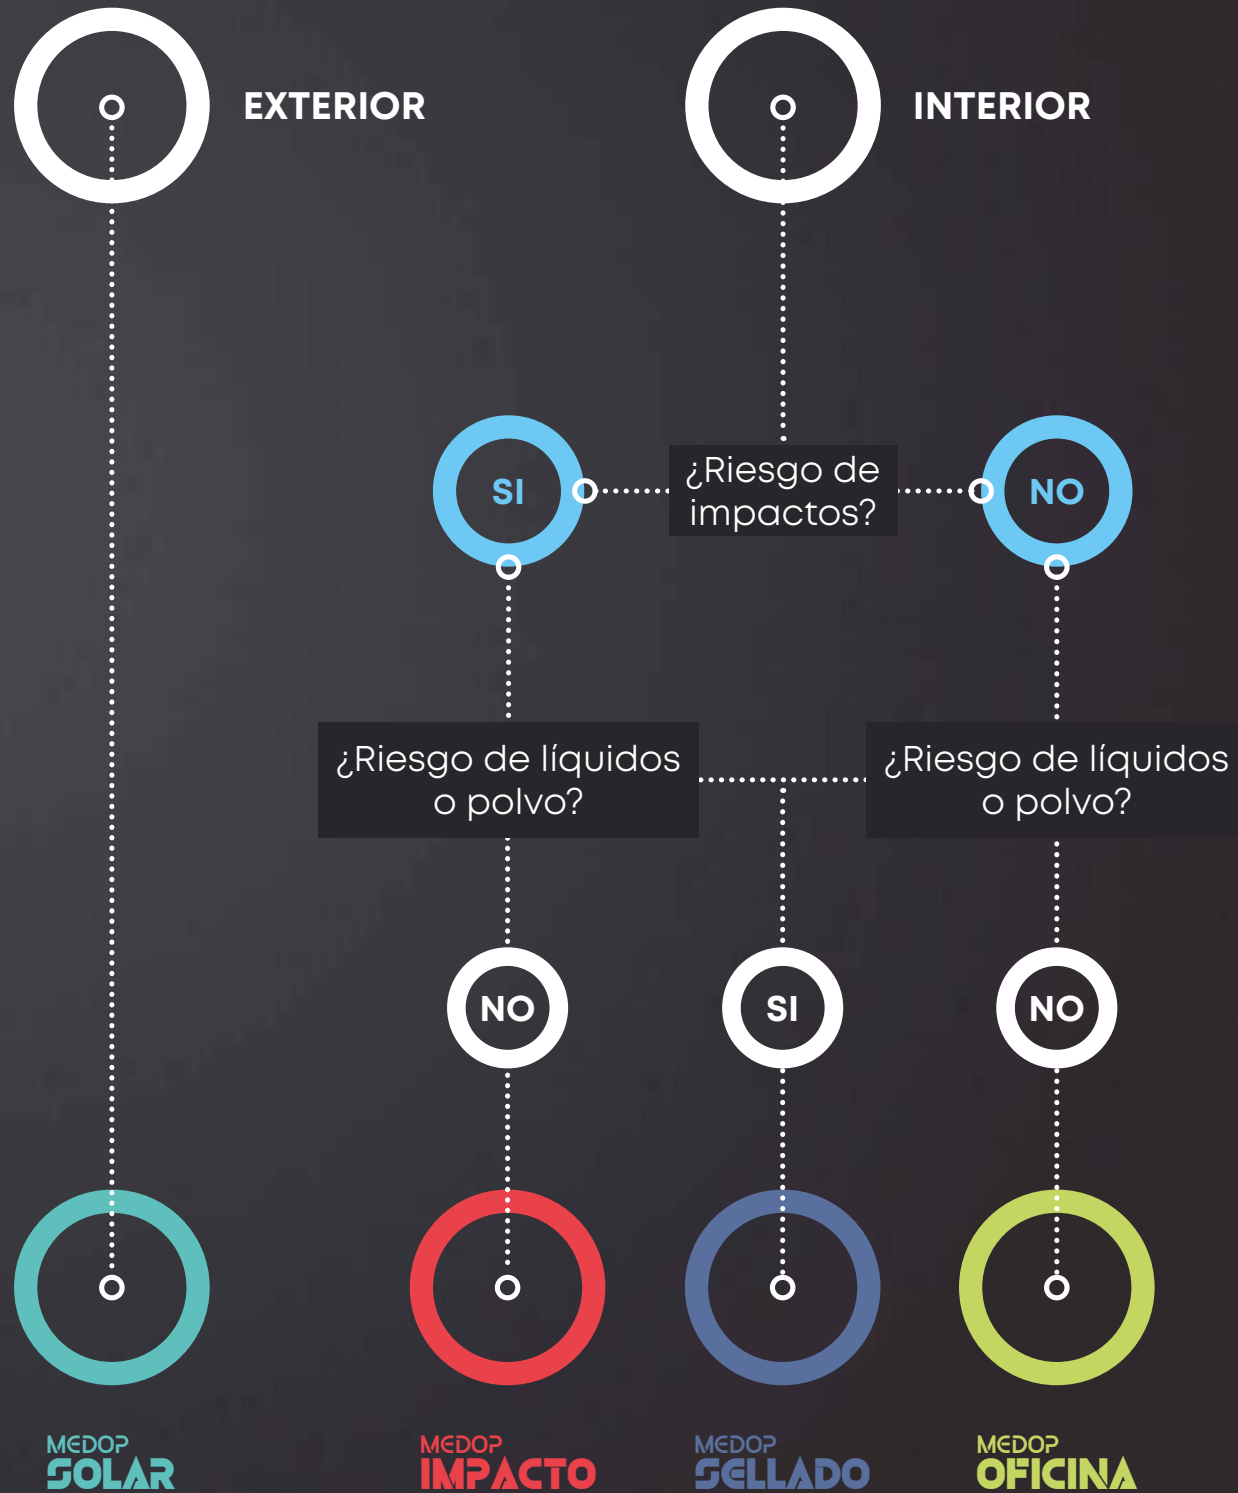 EXTERIOR
INTERIOR
SI
¿Riesgo de
impactos?
NO
¿Riesgo de líquidos
o polvo?
¿Riesgo de líquidos
o polvo?
NO
SI
NO
MEDOP
SOLAR
MEDOP
IMPACTO
MEDOP
SELLADO
MEDOP
OFICINA